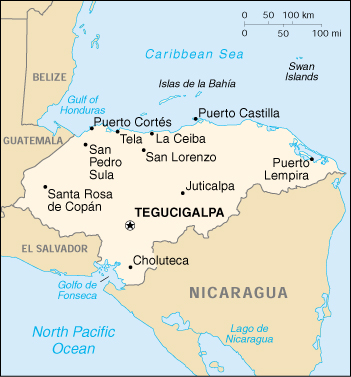 0 50 100 km
0 50 100 mi
Caribbean Sea
Swan
Islands
BELIZE
Islas de la Bahía
Gulf of
Honduras
Puerto Castilla
Puerto Cortés
GUATEMALA
Tela
La Ceiba
San
Pedro
Sula
San Lorenzo
Puerto
Lempira
Santa Rosa
de Copán
Juticalpa
TEGUCIGALPA
EL SALVADOR
Choluteca
Golfo de
Fonseca
NICARAGUA
North Pacific
Ocean
Lago de
Nicaragua